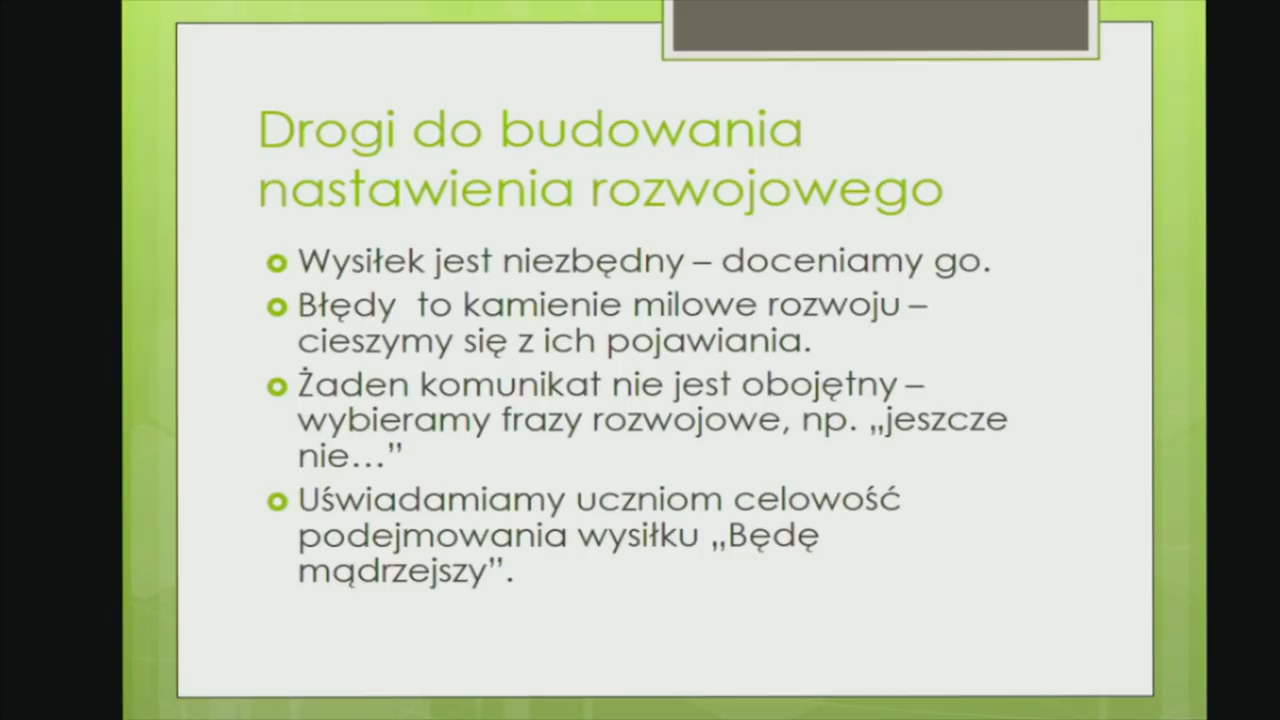 Drogi do budowania
nastawienia rozwojowego
Wysiłek jest niezbędny – doceniamy go.
Błędy  to kamienie milowe rozwoju –
cieszymy się z ich pojawiania.
Żaden komunikat nie jest obojętny –
wybieramy frazy rozwojowe, np. „jeszcze
nie…”
Uświadamiamy uczniom celowość
podejmowania wysiłku „Będę
mądrzejszy”.